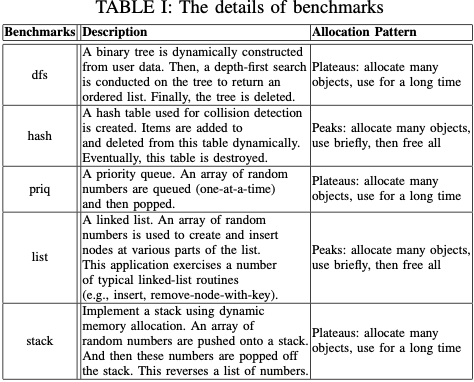 TABLE I: The details of benchmarks
Benchmarks Description Allocation Pattern
dfs
A binary tree is dynamically constructed
from user data. Then, a depth-first search
is conducted on the tree to return an
ordered list. Finally, the tree is deleted.
Plateaus: allocate many
objects, use for a long time
hash
A hash table used for collision detection
is created. Items are added to
and deleted from this table dynamically.
Eventually, this table is destroyed.
Peaks: allocate many objects,
use briefly, then free all
priq
A priority queue. An array of random
numbers are queued (one-at-a-time)
and then popped.
Plateaus: allocate many
objects, use for a long time
list
A linked list. An array of random
numbers is used to create and insert
nodes at various parts of the list.
This application exercises a number
of typical linked-list routines
(e.g., insert, remove-node-with-key).
Peaks: allocate many objects,
use briefly, then free all
stack
Implement a stack using dynamic
memory allocation. An array of
random numbers are pushed onto a stack.
And then these numbers are popped off
the stack. This reverses a list of numbers.
Plateaus: allocate many
objects, use for a long time